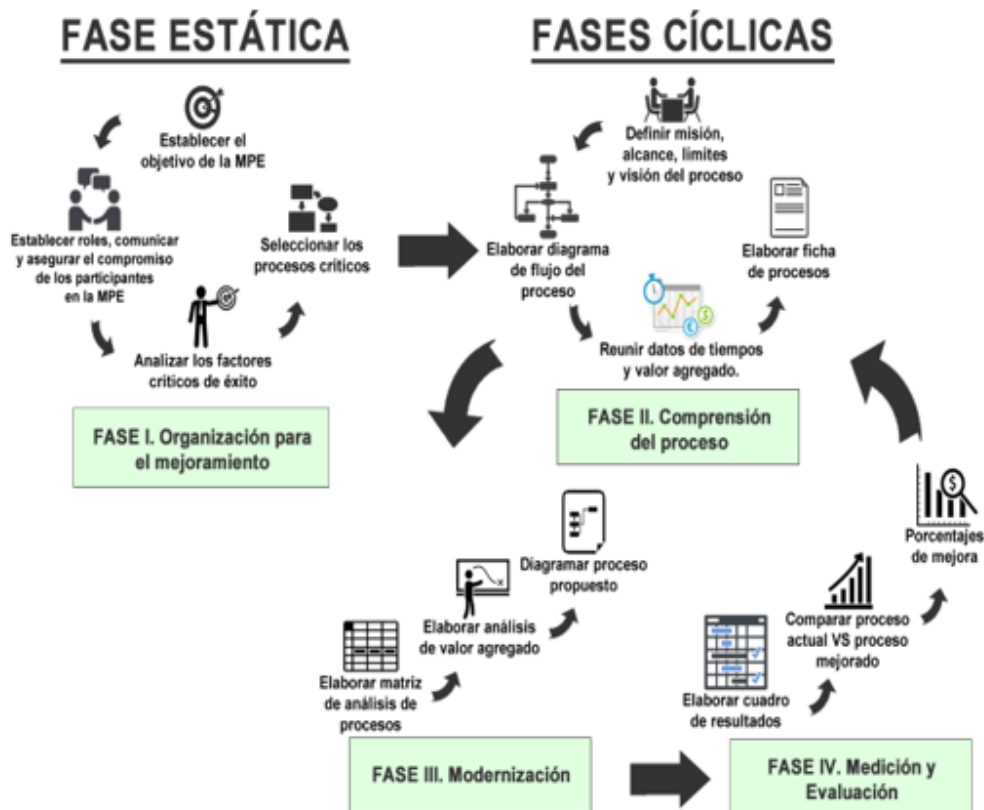 FASE ESTÁTICA
Establecer el
objetivo de la MPE
Establecer roles, comunicar
y asegurar el compromiso
de los participantes
en la MPE
Analizar los factores
críticos de éxito
Seleccionar los
procesos críticos
FASE I. Organización para
el mejoramiento
FASES CÍCLICAS
Definir misión,
alcance, limites
y visión del proceso
Elaborar diagrama
de flujo del
proceso
Reunir datos de tiempos
y valor agregado.
Elaborar ficha
de procesos
FASE II. Comprensión
del proceso
Elaborar matriz
de análisis de
procesos
Elaborar análisis
de valor agregado
Diagramar proceso
propuesto
FASE III. Modernización
Elaborar cuadro
de resultados
Comparar proceso
actual VS proceso
mejorado
Porcentajes
de mejora
FASE IV. Medición y
Evaluación